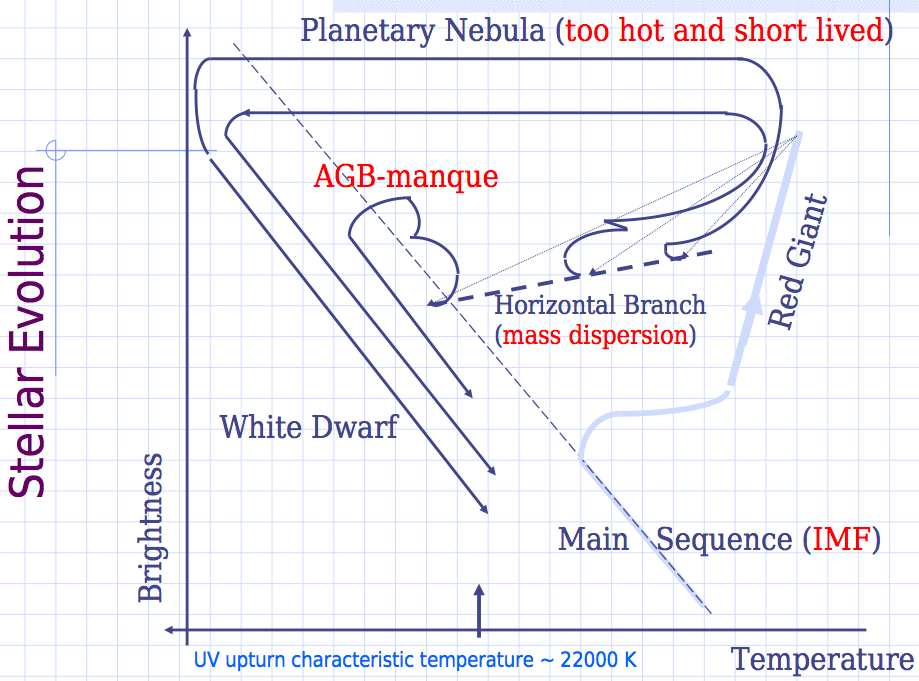 Planetary Nebula (too hot and short lived)
AGB-manque
Red Giant
Horizontal Branch
(mass dispersion)
Stellar Evolution
White Dwarf
Brightness
Main Sequence (IMF)
UV upturn characteristic temperature ~ 22000 K
Temperature